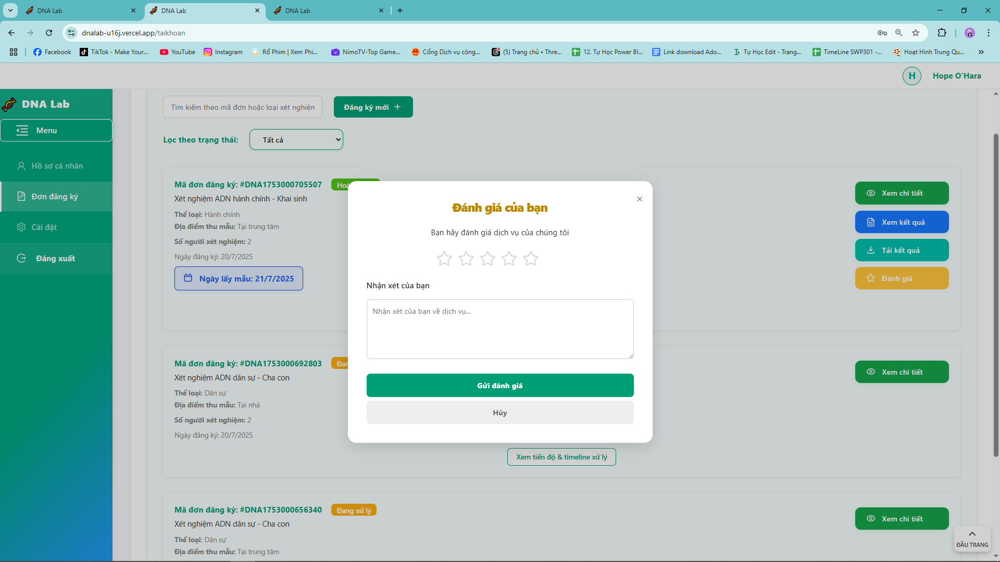 DNA Lab
DNA Lab
DNA Lab
dnalab-u16j.vercel.app/taikhoan
Facebook
TikTok - Make Your...
YouTube
Instagram
Rổ Phim | Xem Phi...
NimoTV-Top Game...
Cổng Dịch vụ công...
(5) Trang chủ • Thre...
12. Tự Học Power BI...
Link download Ado...
Tự Học Edit - Trang...
TimeLine SWP301 -...
Hoạt Hình Trung Qu...
H
Hope O'Hara
DNA Lab
Menu
Hồ sơ cá nhân
Đơn đăng ký
Cài đặt
Đăng xuất
Tìm kiếm theo mã đơn hoặc loại xét nghiệm
Đăng ký mới
Lọc theo trạng thái:
Tất cả
Mã đơn đăng ký: #DNA1753000705507
Xét nghiệm ADN hành chính - Khai sinh
Thể loại: Hành chính
Địa điểm thu mẫu: Tại trung tâm
Số người xét nghiệm: 2
Ngày đăng ký: 20/7/2025
Ngày lấy mẫu: 21/7/2025
Xem chi tiết
Xem kết quả
Tải kết quả
Đánh giá
Đánh giá của bạn
Bạn hãy đánh giá dịch vụ của chúng tôi
Nhận xét của bạn
Nhận xét của bạn về dịch vụ...
Gửi đánh giá
Hủy
Mã đơn đăng ký: #DNA1753000692803
Xét nghiệm ADN dân sự - Cha con
Thể loại: Dân sự
Địa điểm thu mẫu: Tại nhà
Số người xét nghiệm: 2
Ngày đăng ký: 20/7/2025
Xem chi tiết
Xem tiến độ & timeline xử lý
Mã đơn đăng ký: #DNA1753000656340
Đang xử lý
Xét nghiệm ADN dân sự - Cha con
Thể loại: Dân sự
Địa điểm thu mẫu: Tại trung tâm
Xem chi tiết
ĐẦU TRANG